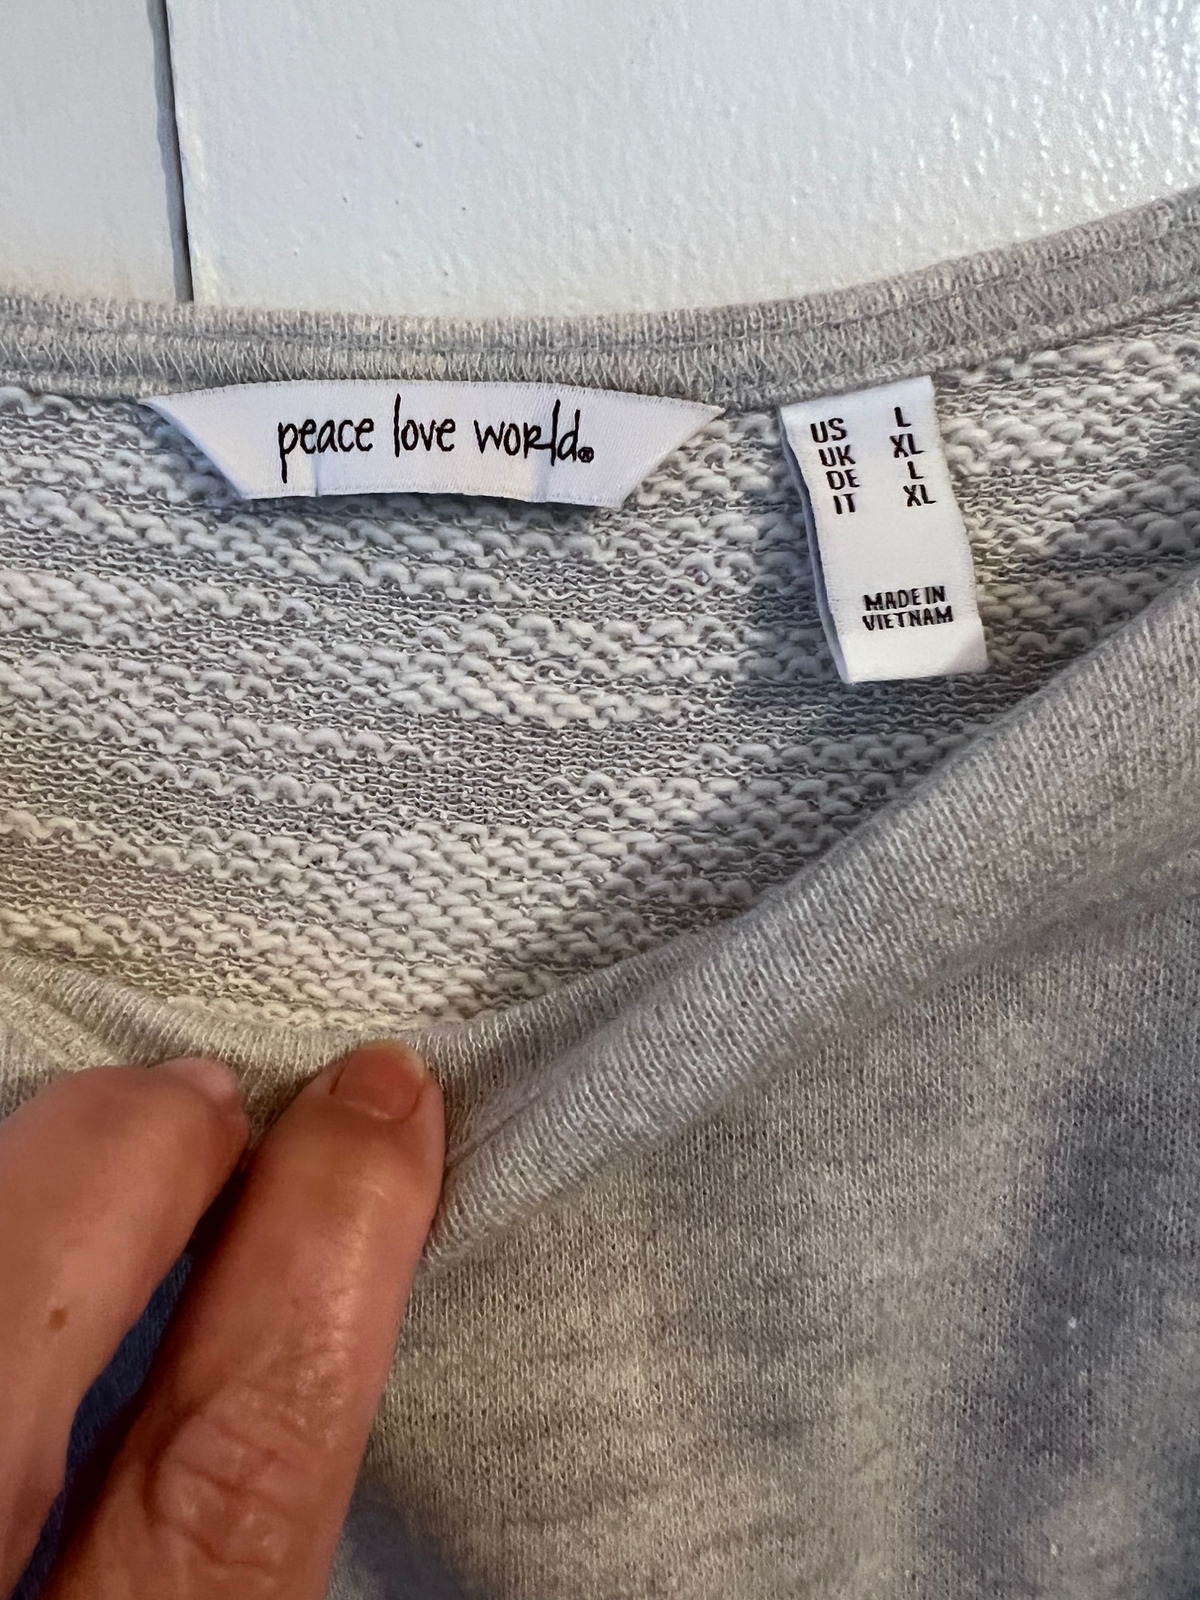 peace love world®
US L
UK XL
DE L
IT XL
MADE IN
VIETNAM